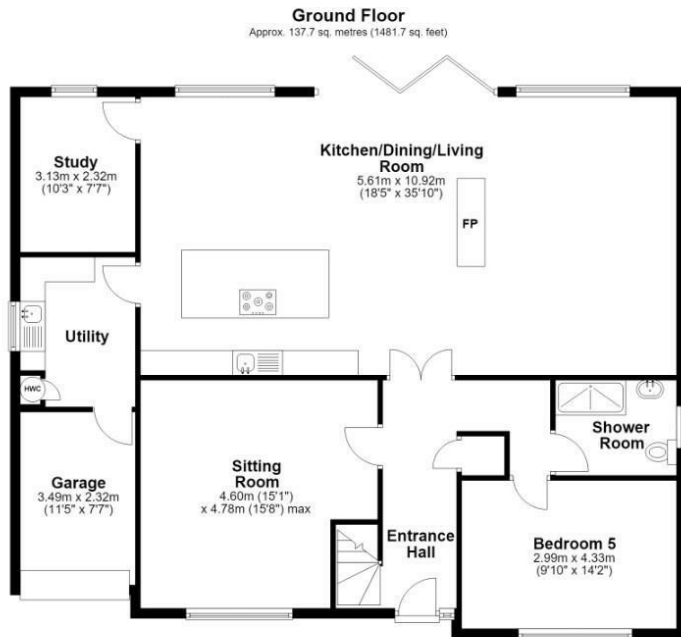 Ground Floor
Approx. 137.7 sq. metres (1481.7 sq. feet)
Study
3.13m x 2.32m
(10'3" x 7'7")
Kitchen/Dining/Living
Room
5.61m x 10.92m
(18'5" x 35'10")
FP
Utility
HWC
Garage
3.49m x 2.32m
(11'5" x 7'7")
Sitting
Room
4.60m (15'1")
x 4.78m (15'8") max
Entrance
Hall
Shower
Room
Bedroom 5
2.99m x 4.33m
(9'10" x 14'2")